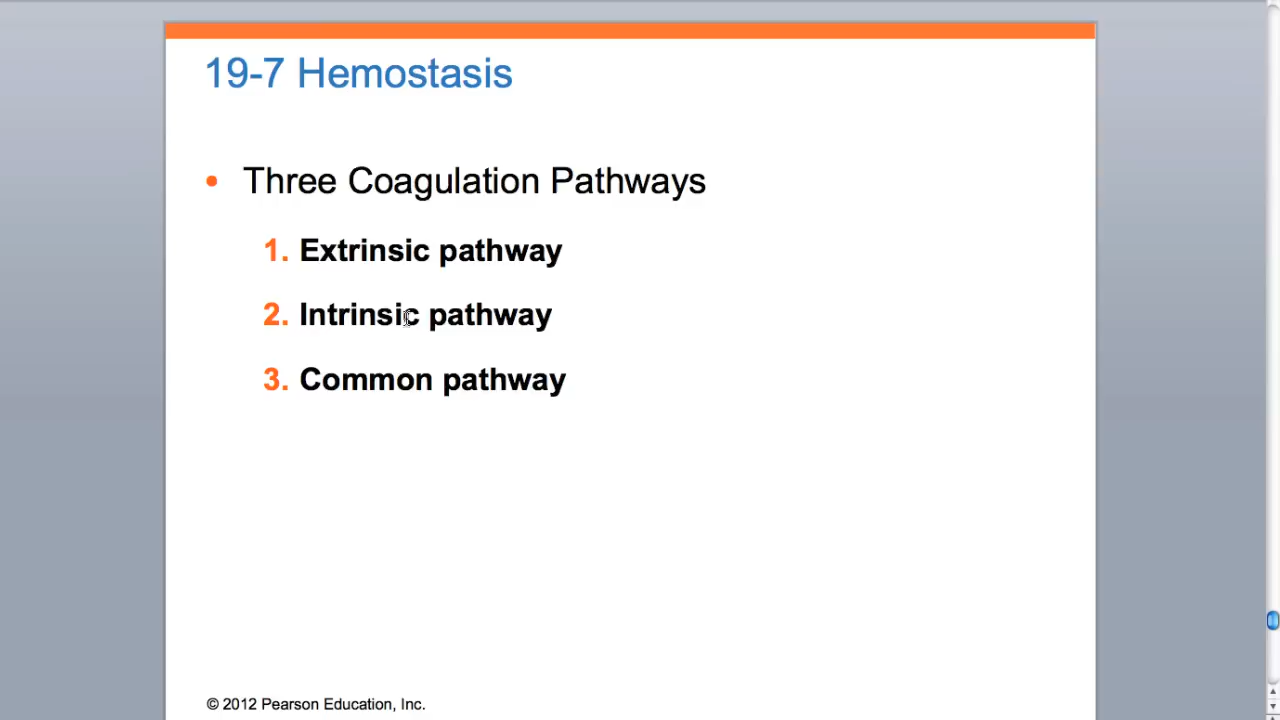 19-7 Hemostasis
• Three Coagulation Pathways
1. Extrinsic pathway
2. Intrinsic pathway
3. Common pathway
© 2012 Pearson Education, Inc.